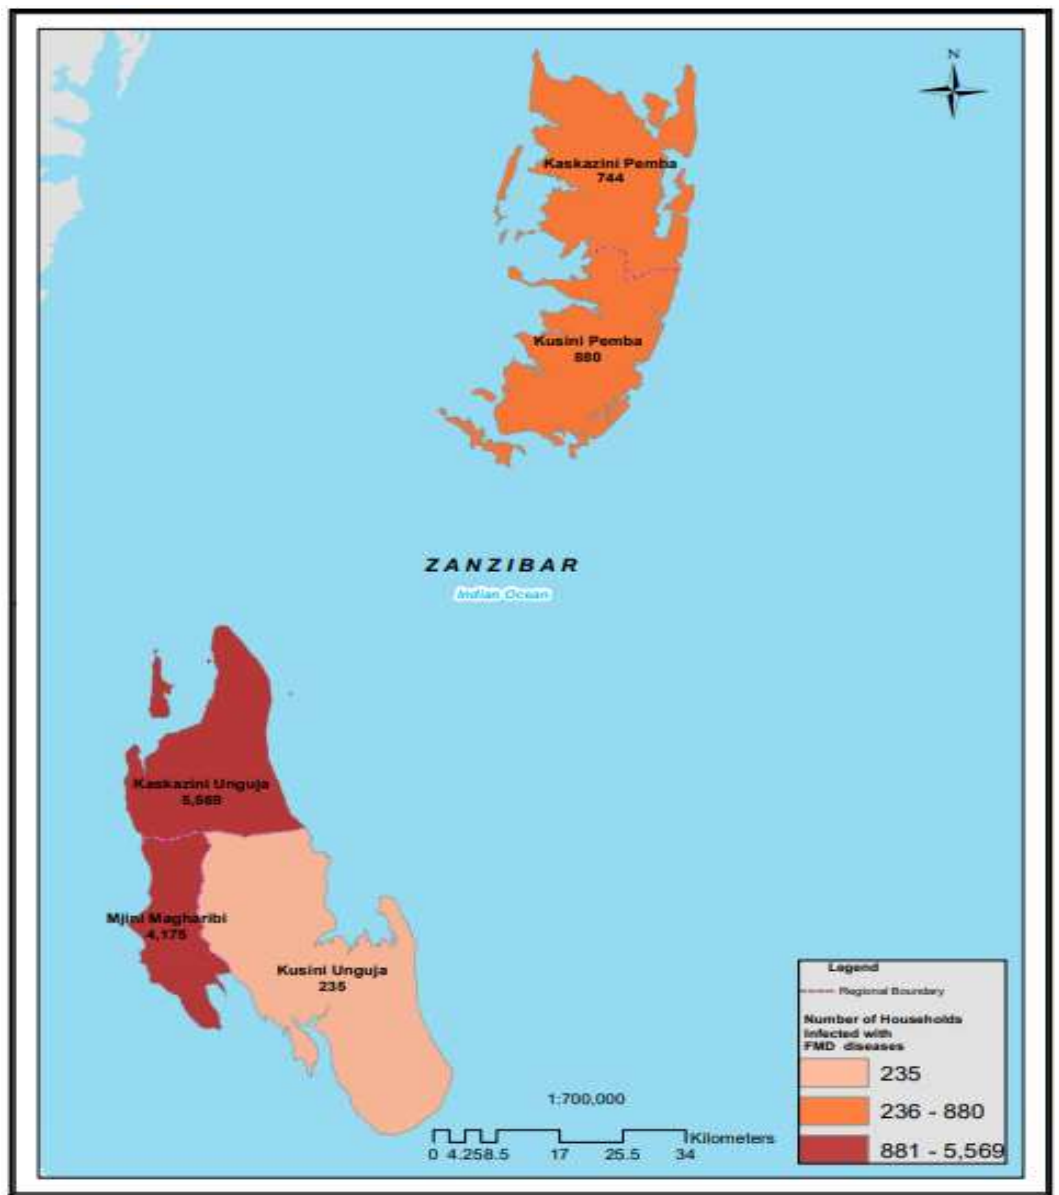 N
Kaskazini Pemba
744
Kusini Pemba
880
ZANZIBAR
Indian Ocean
Kaskazini Unguja
5,569
Mjini Magharibi
4,175
Kusini Unguja
235
Legend
Regional Boundary
Number of Households
Infected with
FMD diseases
235
236 - 880
881 - 5,569
1:700,000
Kilometers
0 4.25 8.5 17 25.5 34